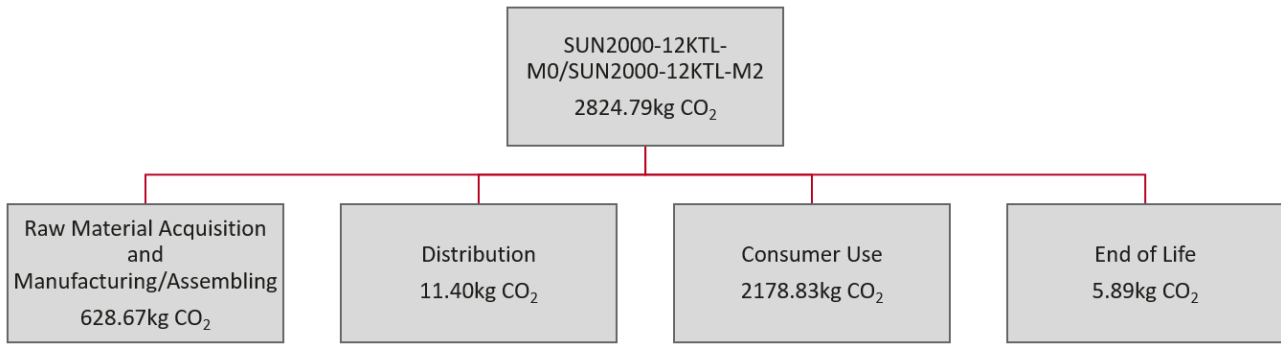 SUN2000-12KTL-
M0/SUN2000-12KTL-M2
2824.79kg CO₂
Raw Material Acquisition
and
Manufacturing/Assembling
628.67kg CO₂
Distribution
11.40kg CO₂
Consumer Use
2178.83kg CO₂
End of Life
5.89kg CO₂